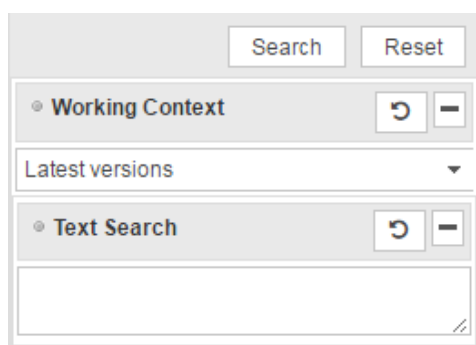 Search Reset
Working Context
Latest versions
Text Search